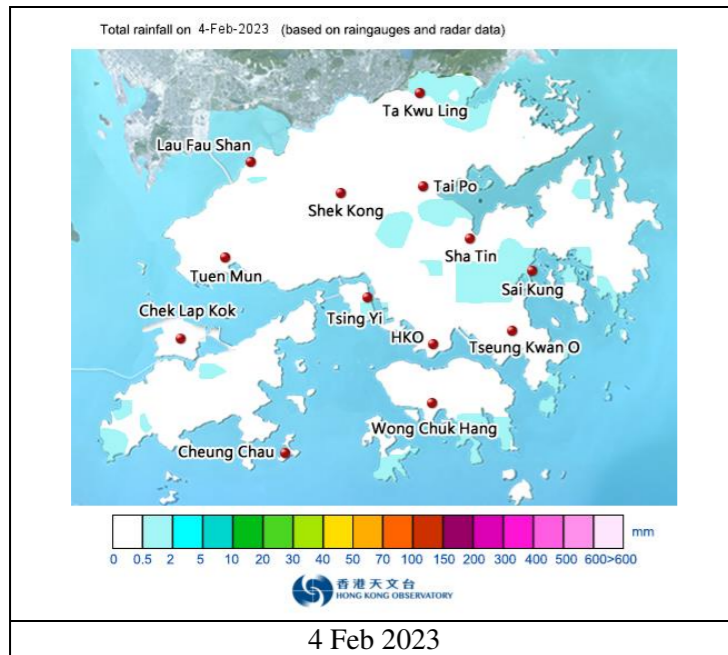 Total rainfall on 4-Feb-2023 (based on raingauges and radar data)
Ta Kwu Ling
Lau Fau Shan
Tai Po
Shek Kong
Sha Tin
Tuen Mun
Sai Kung
Chek Lap Kok
Tsing Yi
HKO
Tseung Kwan O
Wong Chuk Hang
Cheung Chau
mm
0 0.5 2 5 10 20 30 40 50 70 100 150 200 300 400 500 600>600
香港天文台
HONG KONG OBSERVATORY
4 Feb 2023